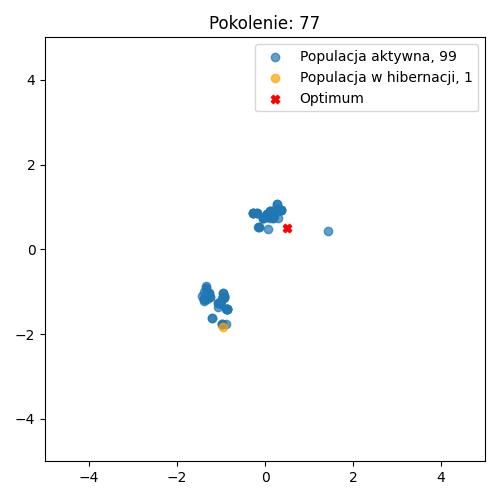 Pokolenie: 77
Populacja aktywna, 99
Populacja w hibernacji, 1
Optimum
4
2
0
−2
−4
−4
−2
0
2
4